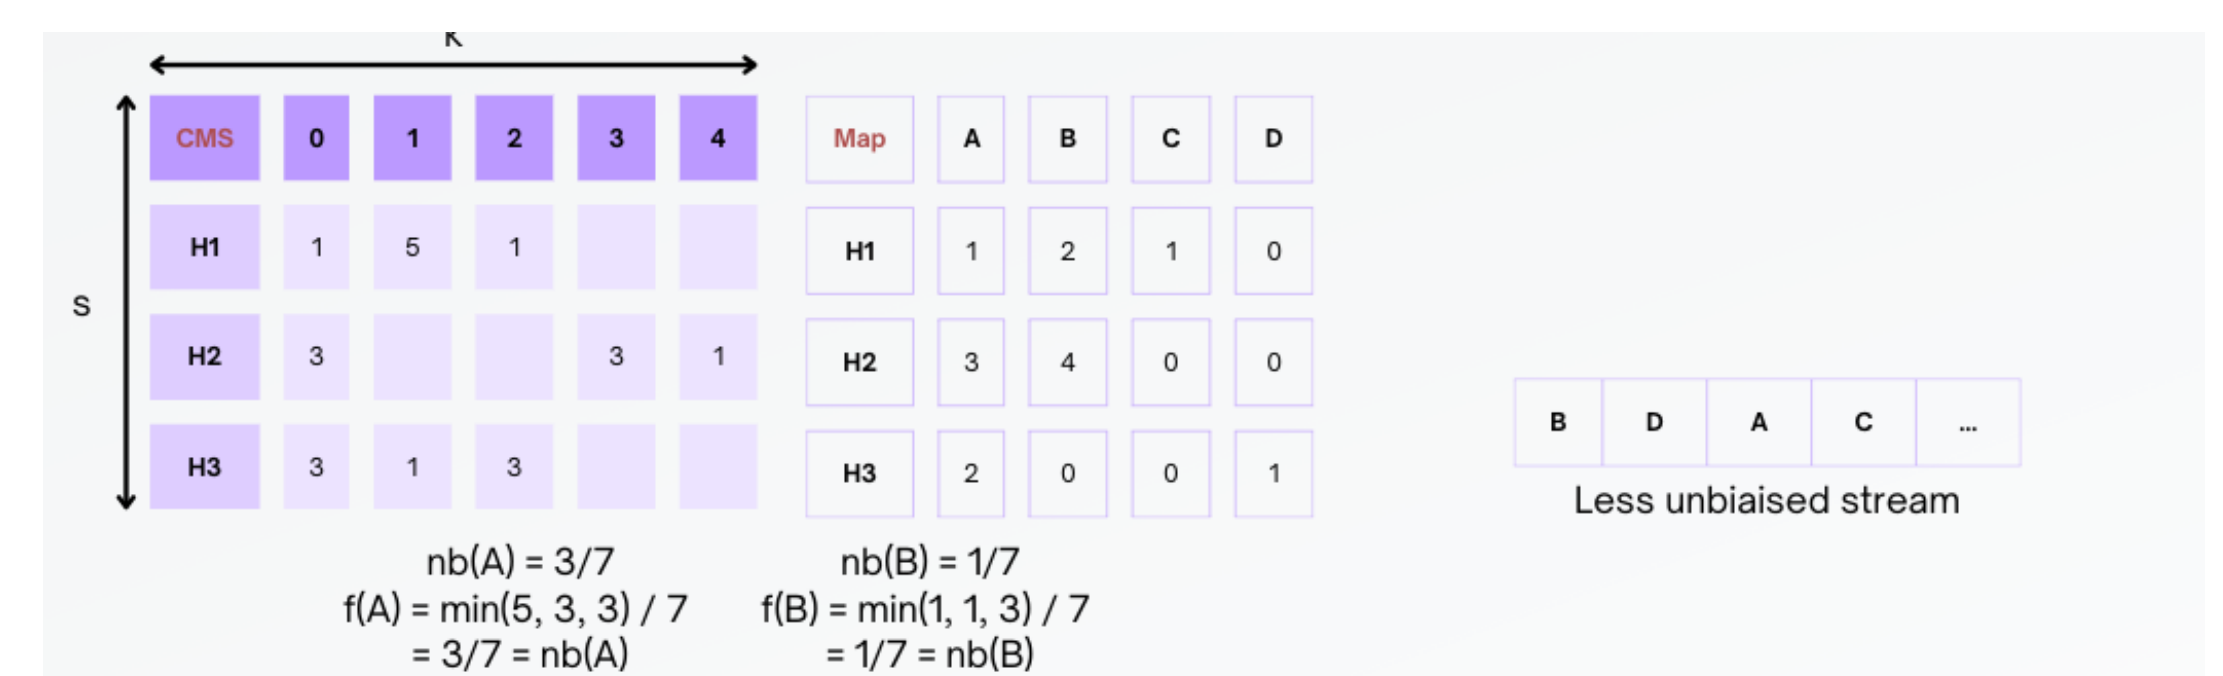 K
CMS 0 1 2 3 4
H1 1 5 1
H2 3 3 1
H3 3 1 3
S
Map A B C D
H1 1 2 1 0
H2 3 4 0 0
H3 2 0 0 1
nb(A) = 3/7
f(A) = min(5, 3, 3) / 7
= 3/7 = nb(A)
nb(B) = 1/7
f(B) = min(1, 1, 3) / 7
= 1/7 = nb(B)
B D A C ...
Less unbiaised stream